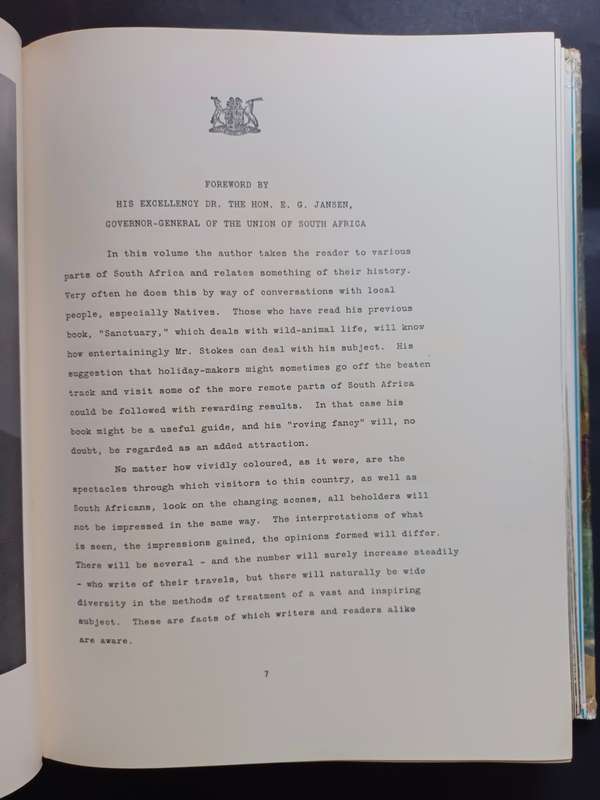 FOREWORD BY
HIS EXCELLENCY DR. THE HON. E. G. JANSEN,
GOVERNOR-GENERAL OF THE UNION OF SOUTH AFRICA
In this volume the author takes the reader to various
parts of South Africa and relates something of their history.
Very often he does this by way of conversations with local
people, especially Natives. Those who have read his previous
book, "Sanctuary," which deals with wild-animal life, will know
how entertainingly Mr. Stokes can deal with his subject. His
suggestion that holiday-makers might sometimes go off the beaten
track and visit some of the more remote parts of South Africa
could be followed with rewarding results. In that case his
book might be a useful guide, and his "roving fancy" will, no
doubt, be regarded as an added attraction.
No matter how vividly coloured, as it were, are the
spectacles through which visitors to this country, as well as
South Africans, look on the changing scenes, all beholders will
not be impressed in the same way. The interpretations of what
is seen, the impressions gained, the opinions formed will differ.
There will be several - and the number will surely increase steadily
- who write of their travels, but there will naturally be wide
diversity in the methods of treatment of a vast and inspiring
subject. These are facts of which writers and readers alike
are aware.
7